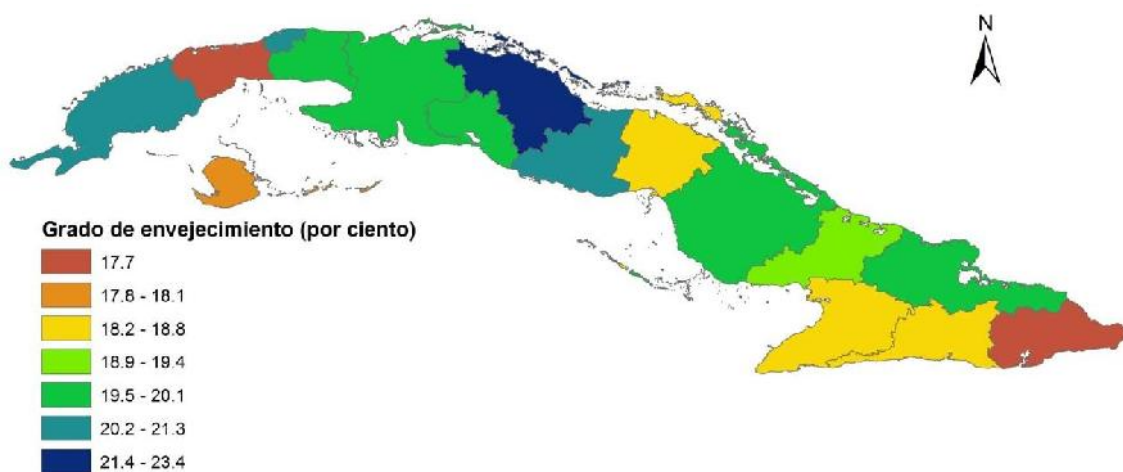 N
Grado de envejecimiento (por ciento)
17.7
17.8 - 18.1
18.2 - 18.8
18.9 - 19.4
19.5 - 20.1
20.2 - 21.3
21.4 - 23.4